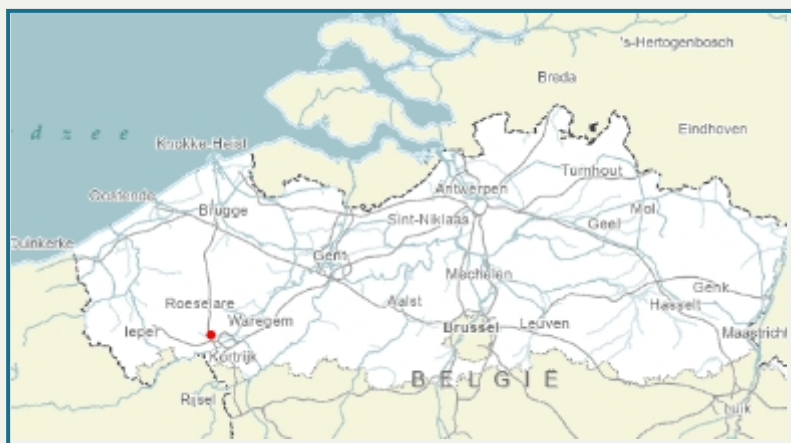 's-Hertogenbosch
Breda
Eindhoven
d z e e
Knokke-Heist
Turnhout
Antwerpen
Oostende
Brugge
Sint-Niklaas
Mol
Geel
Duinkerke
Gent
Mechelen
Genk
Roeselare
Aalst
Hasselt
Ieper
Waregem
Brussel
Leuven
Maastricht
Kortrijk
BELGIË
Rijsel
Luik